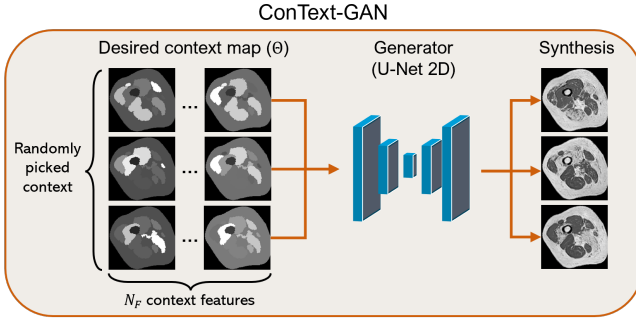 ConText-GAN
Desired context map (Θ)
Generator
(U-Net 2D)
Synthesis
Randomly
picked
context
...
...
...
N_F context features